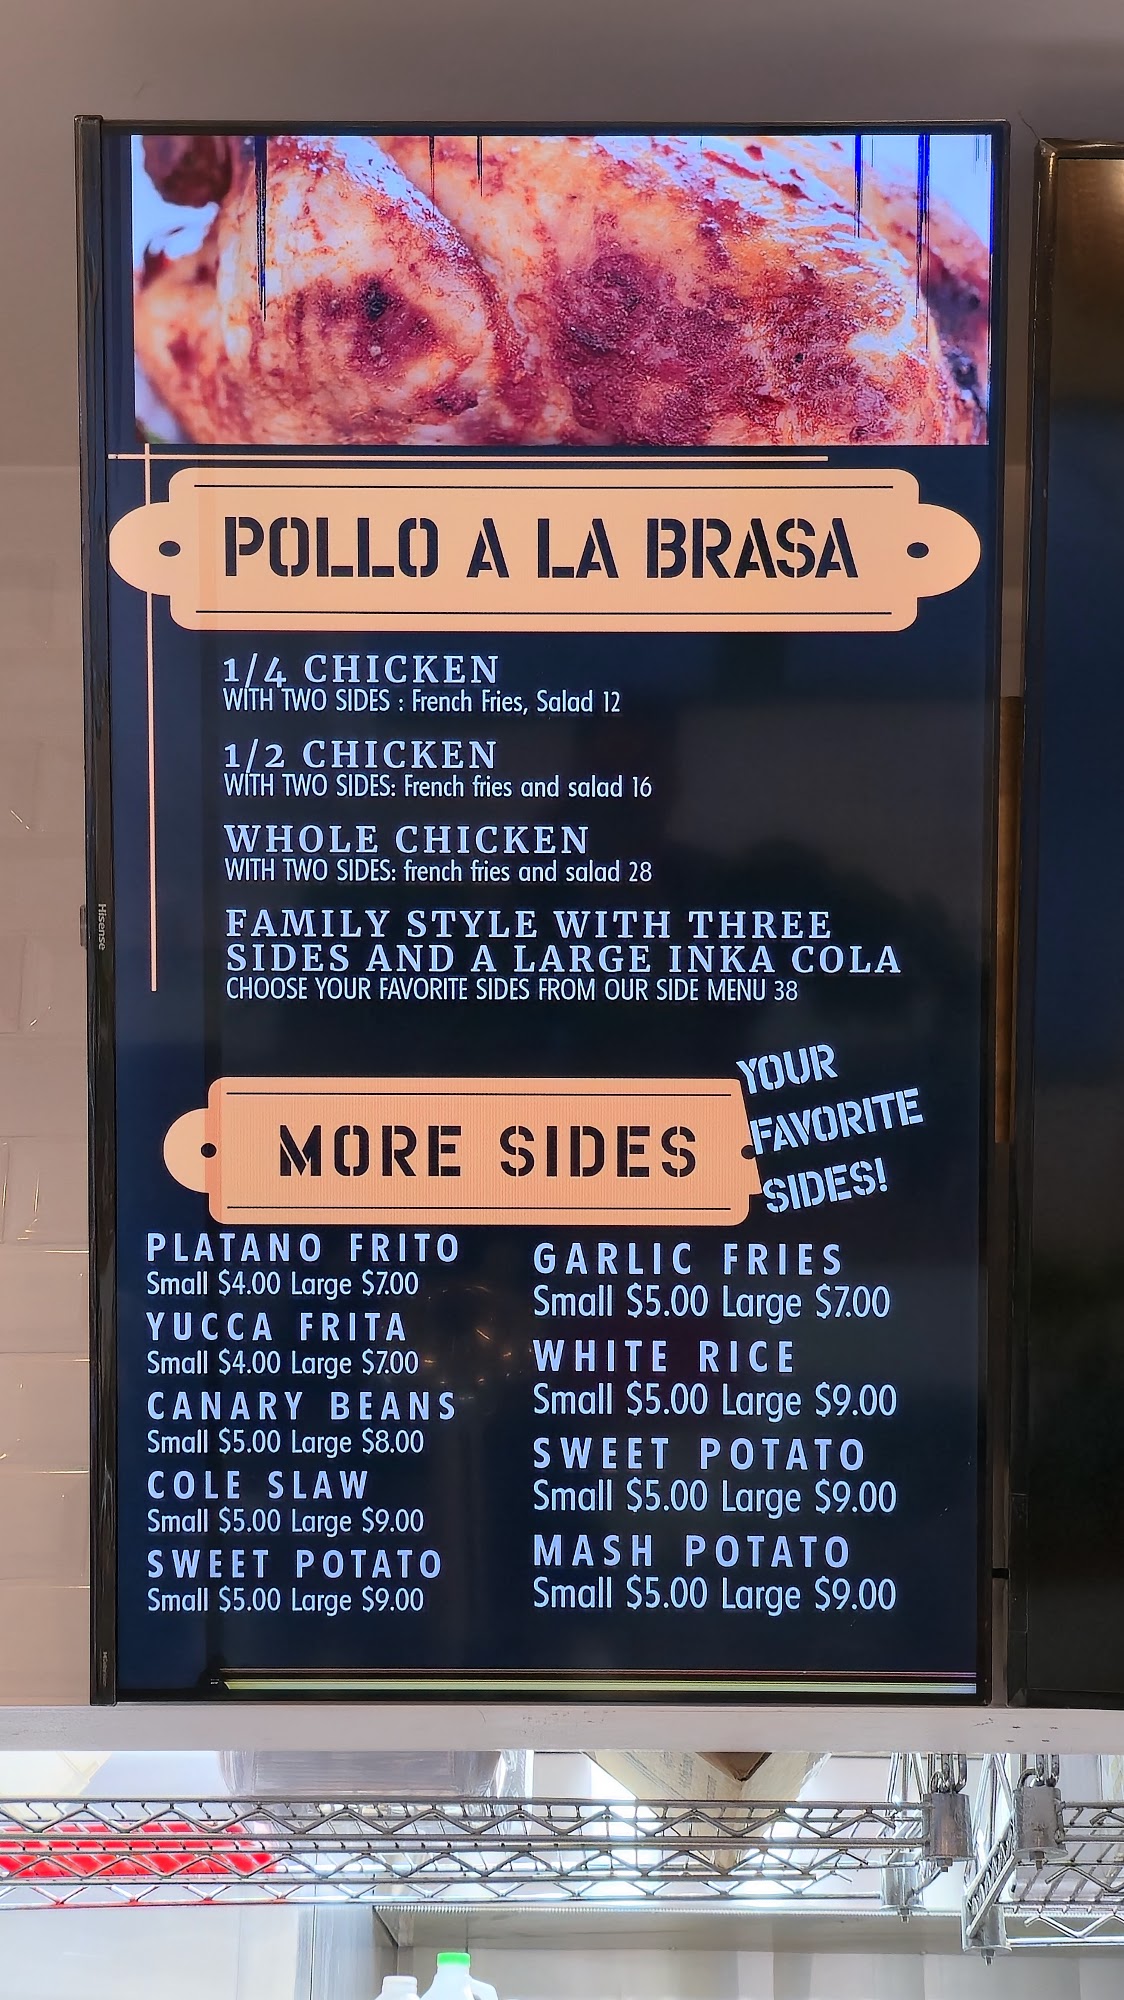 POLLO A LA BRASA
1/4 CHICKEN
WITH TWO SIDES : French Fries, Salad 12
1/2 CHICKEN
WITH TWO SIDES: French fries and salad 16
WHOLE CHICKEN
WITH TWO SIDES: french fries and salad 28
FAMILY STYLE WITH THREE
SIDES AND A LARGE INKA COLA
CHOOSE YOUR FAVORITE SIDES FROM OUR SIDE MENU 38
MORE SIDES
YOUR
FAVORITE
SIDES!
PLATANO FRITO
Small $4.00 Large $7.00
YUCCA FRITA
Small $4.00 Large $7.00
CANARY BEANS
Small $5.00 Large $8.00
COLE SLAW
Small $5.00 Large $9.00
SWEET POTATO
Small $5.00 Large $9.00
GARLIC FRIES
Small $5.00 Large $7.00
WHITE RICE
Small $5.00 Large $9.00
SWEET POTATO
Small $5.00 Large $9.00
MASH POTATO
Small $5.00 Large $9.00
Hisense